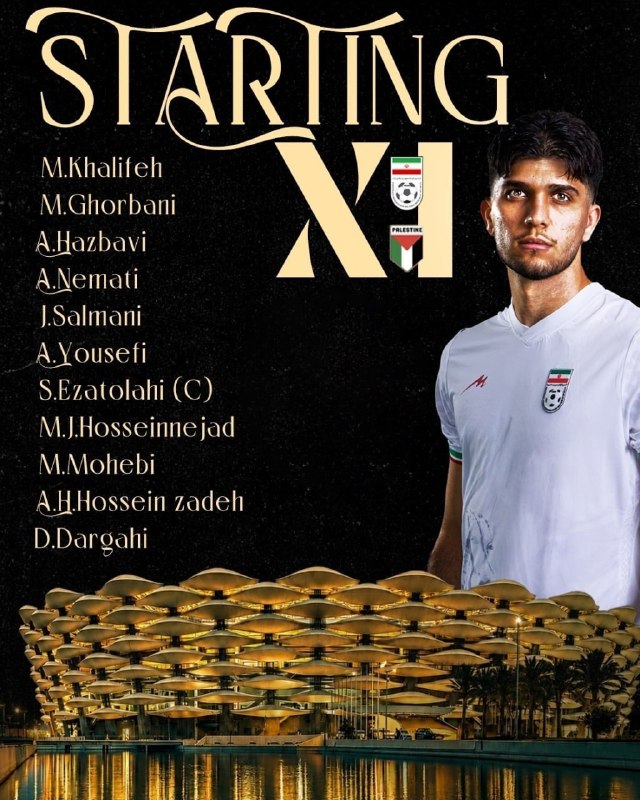 STARTING
XI
PALESTINE
M.Khalifeh
M.Ghorbani
A.Hazbavi
A.Nemati
J.Salmani
A.Yousefi
S.Ezatolahi (C)
M.J.Hosseinnejad
M.Mohebi
A.H.Hossein zadeh
D.Dargahi